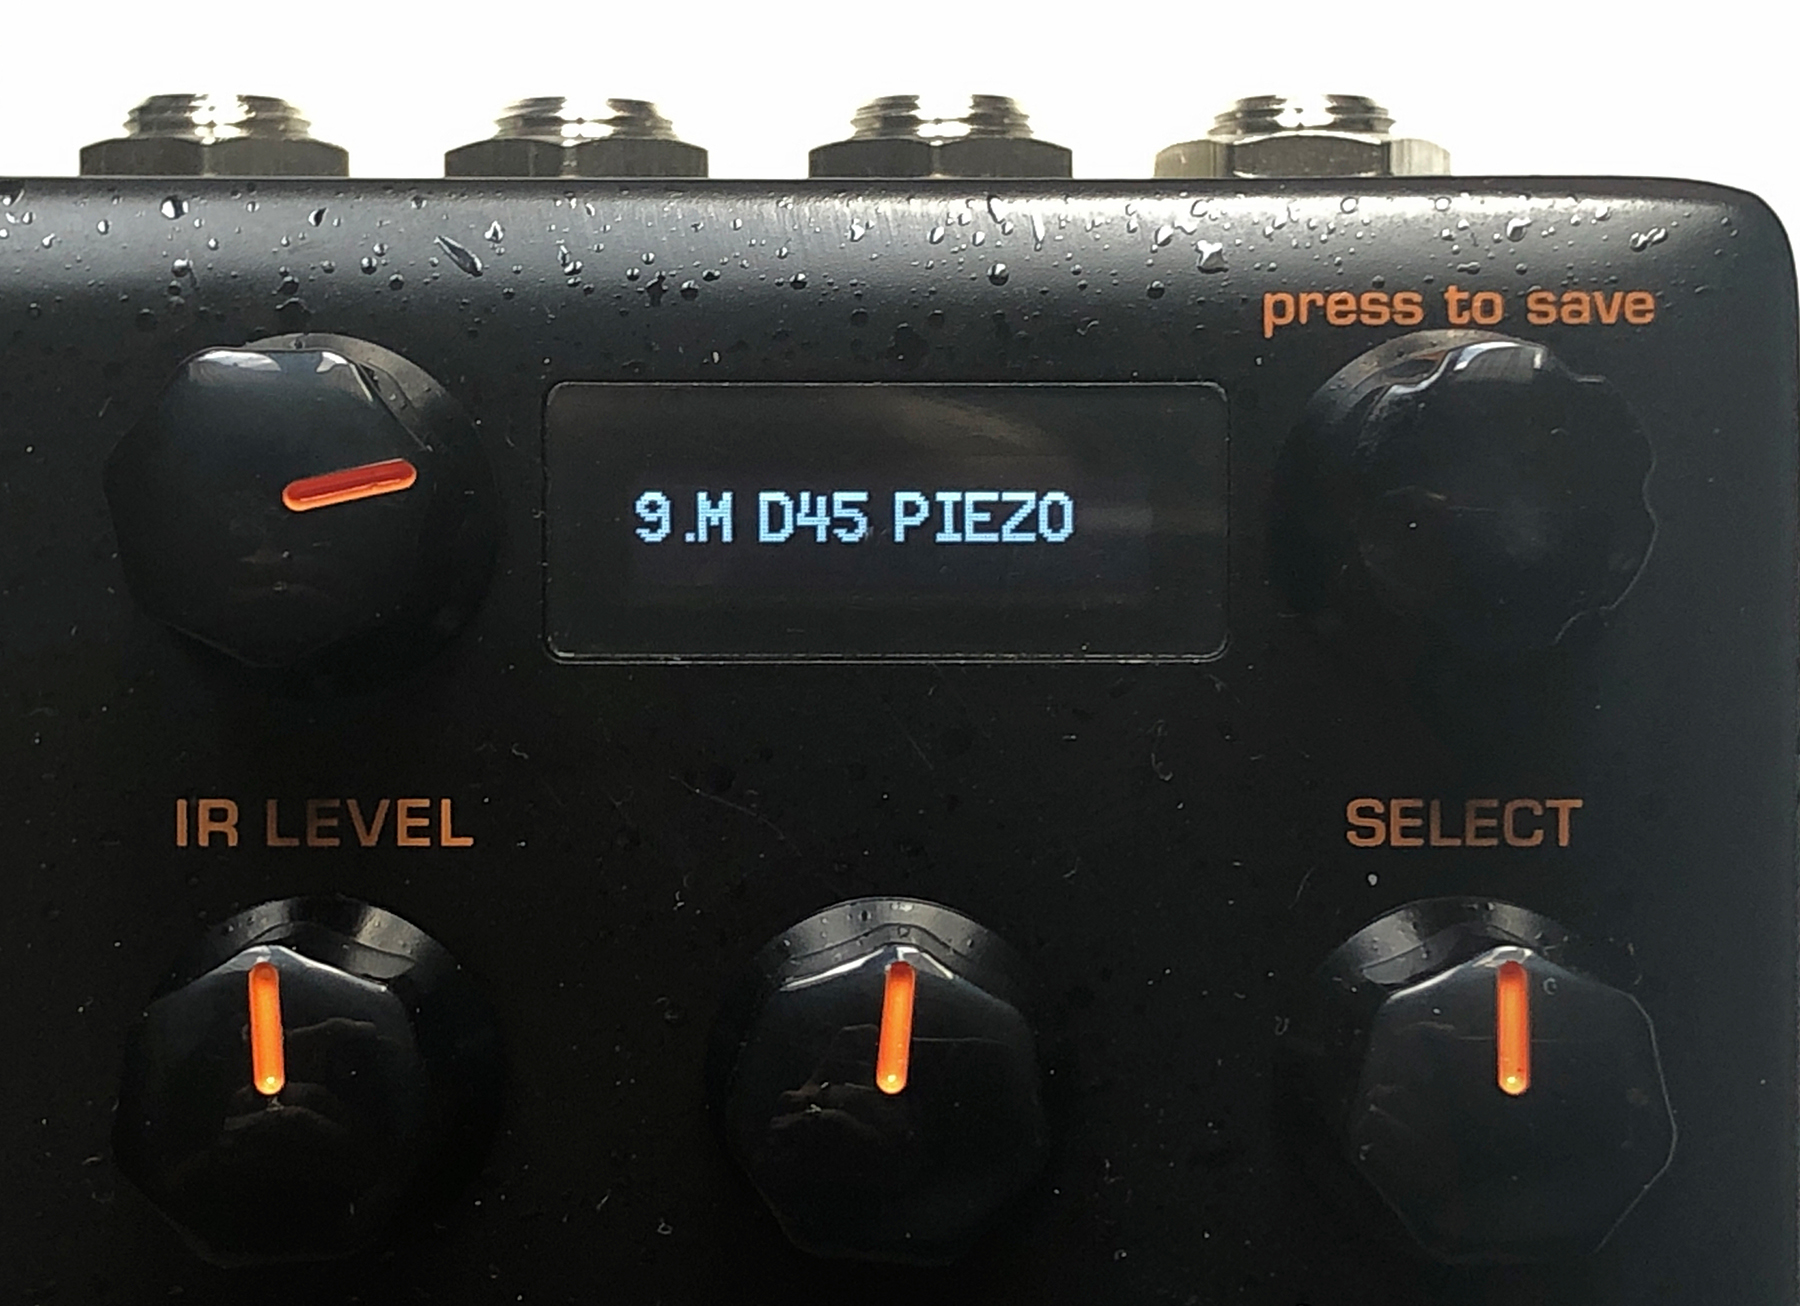 press to save
9.M D45 PIEZO
IR LEVEL
SELECT